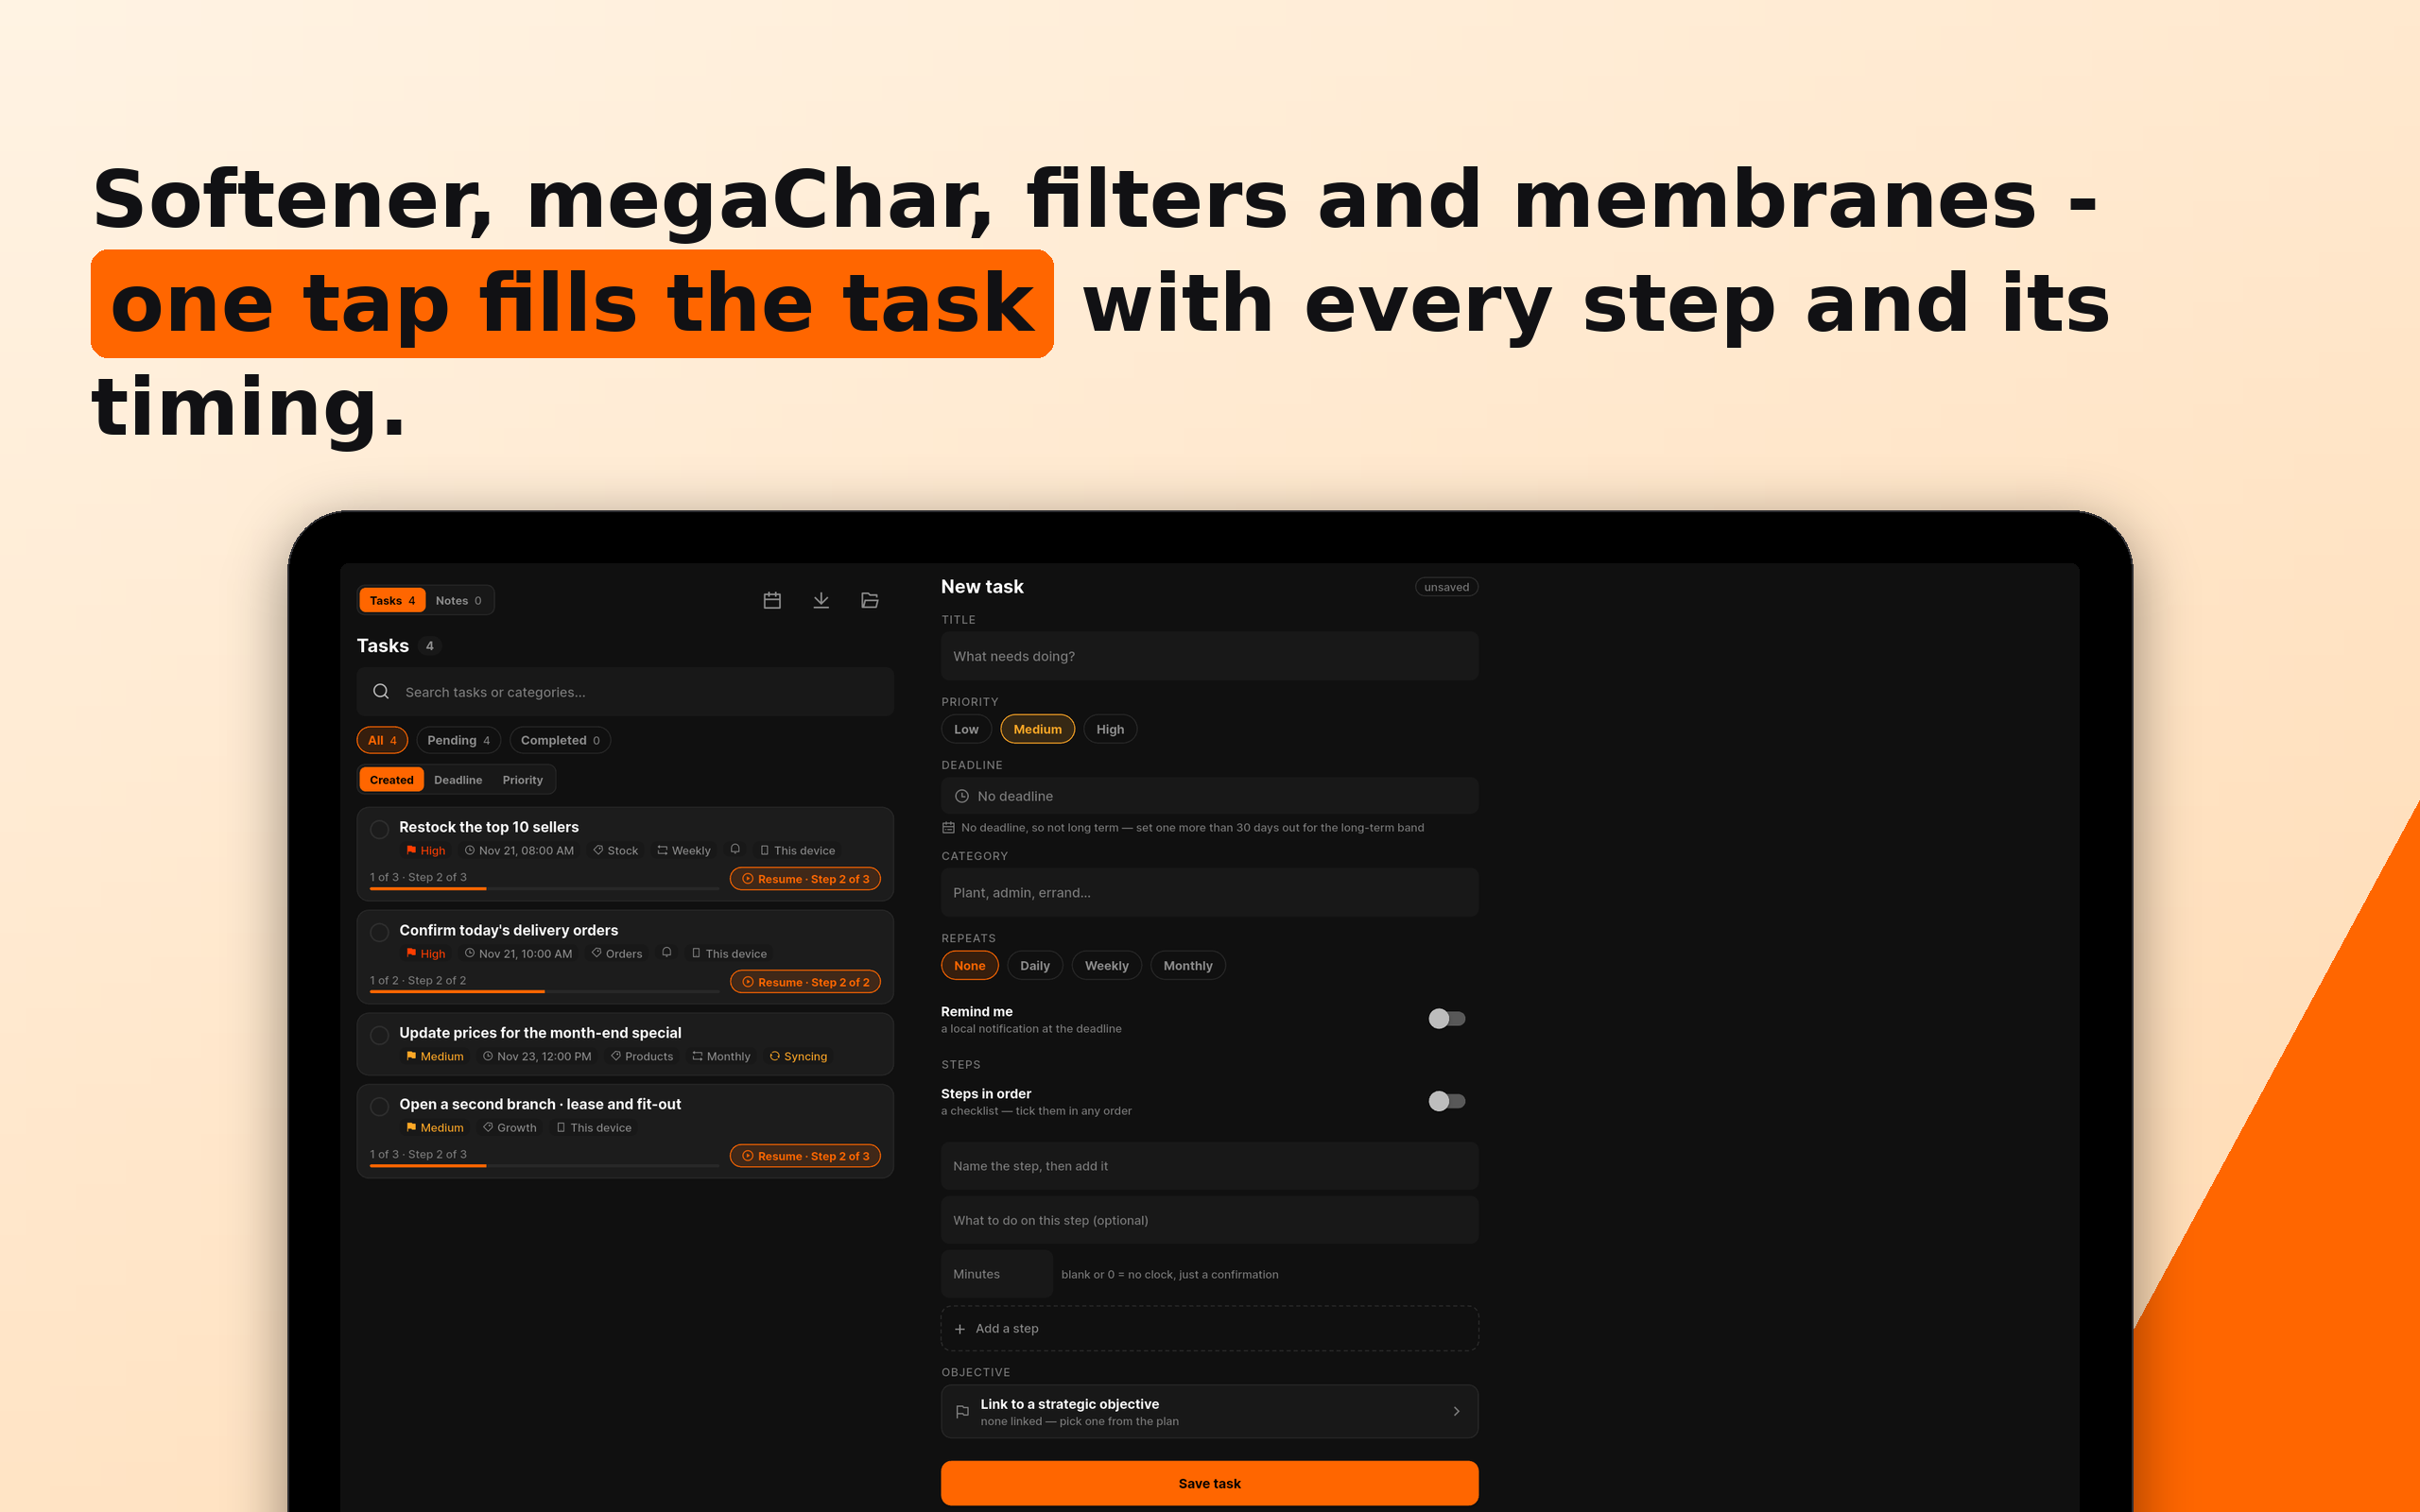 Softener, megaChar, filters and membranes -
one tap fills the task with every step and its
timing.
Tasks 4 Notes 0
Tasks 4
Search tasks or categories...
All 4 Pending 4 Completed 0
Created Deadline Priority
Restock the top 10 sellers
High Nov 21, 08:00 AM Stock Weekly This device
1 of 3 · Step 2 of 3 Resume · Step 2 of 3
Confirm today's delivery orders
High Nov 21, 10:00 AM Orders This device
1 of 2 · Step 2 of 2 Resume · Step 2 of 2
Update prices for the month-end special
Medium Nov 23, 12:00 PM Products Monthly Syncing
Open a second branch · lease and fit-out
Medium Growth This device
1 of 3 · Step 2 of 3 Resume · Step 2 of 3
New task unsaved
TITLE
What needs doing?
PRIORITY
Low Medium High
DEADLINE
No deadline
No deadline, so not long term — set one more than 30 days out for the long-term band
CATEGORY
Plant, admin, errand...
REPEATS
None Daily Weekly Monthly
Remind me
a local notification at the deadline
STEPS
Steps in order
a checklist — tick them in any order
Name the step, then add it
What to do on this step (optional)
Minutes blank or 0 = no clock, just a confirmation
Add a step
OBJECTIVE
Link to a strategic objective
none linked — pick one from the plan
Save task